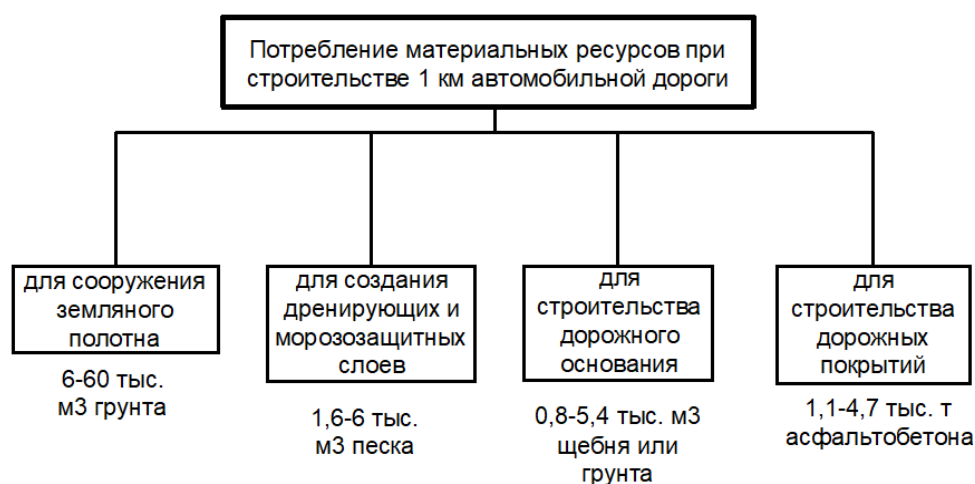 Потребление материальных ресурсов при
строительстве 1 км автомобильной дороги
для сооружения
земляного
полотна
6-60 тыс.
м3 грунта
для создания
дренирующих и
морозозащитных
слоев
1,6-6 тыс.
м3 песка
для
строительства
дорожного
основания
0,8-5,4 тыс. м3
щебня или
грунта
для
строительства
дорожных
покрытий
1,1-4,7 тыс. т
асфальтобетона